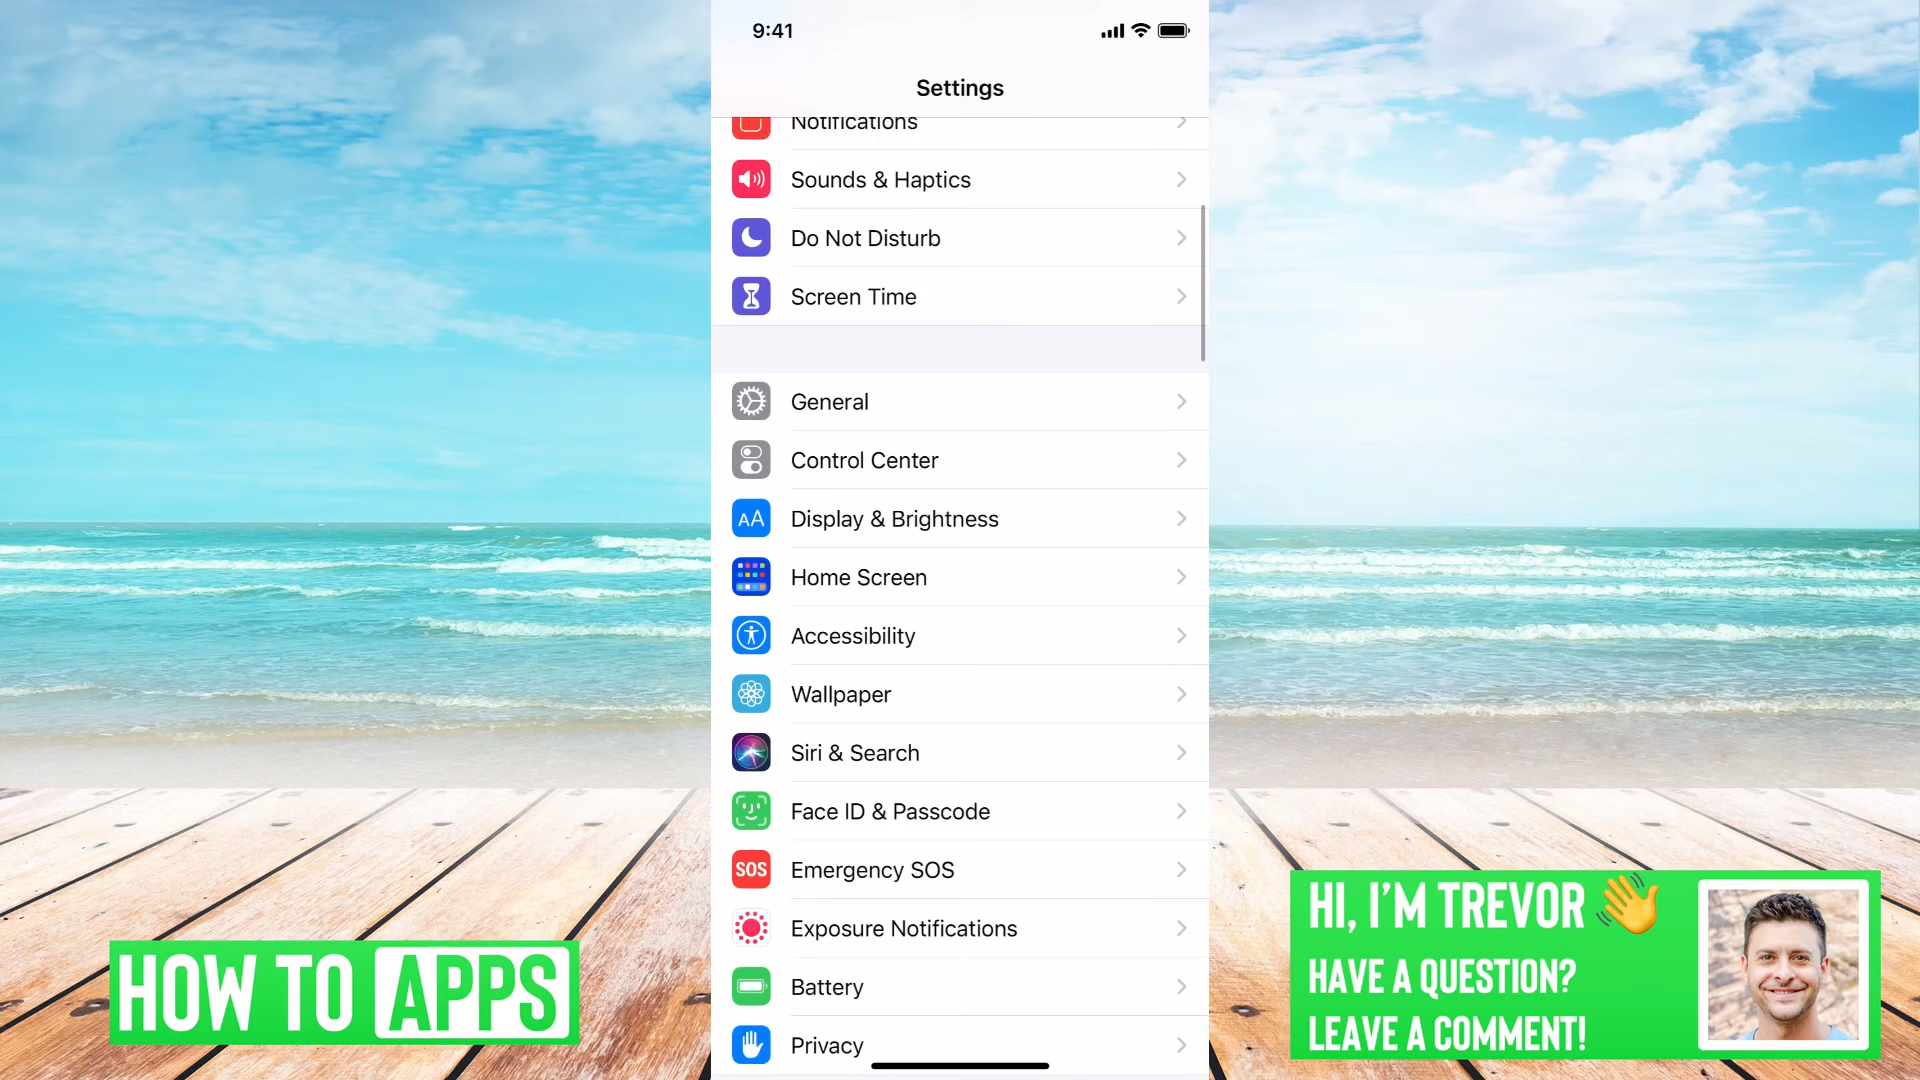 9:41
Settings
Notifications
Sounds & Haptics
Do Not Disturb
Screen Time
General
Control Center
AA
Display & Brightness
Home Screen
Accessibility
Wallpaper
Siri & Search
Face ID & Passcode
SOS
Emergency SOS
Exposure Notifications
Battery
Privacy
HOW TO APPS
HI, I'M TREVOR 👋
HAVE A QUESTION?
LEAVE A COMMENT!